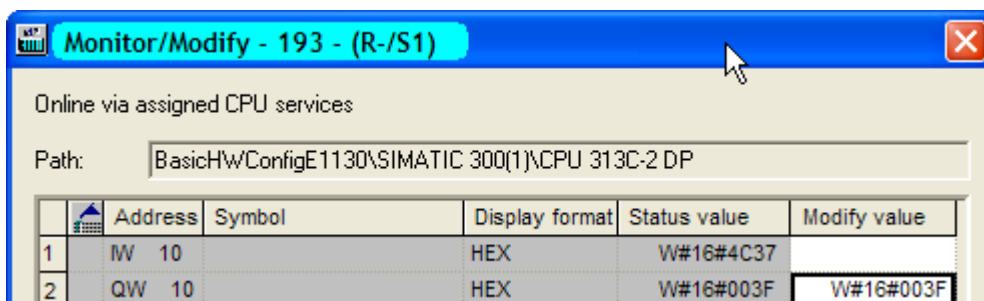 Monitor/Modify - 193 - (R-/S1)
Online via assigned CPU services
Path: BasicHWConfigE1130\SIMATIC 300(1)\CPU 313C-2 DP
Address Symbol Display format Status value Modify value
1 IW 10 HEX W#16#4C37
2 QW 10 HEX W#16#003F W#16#003F